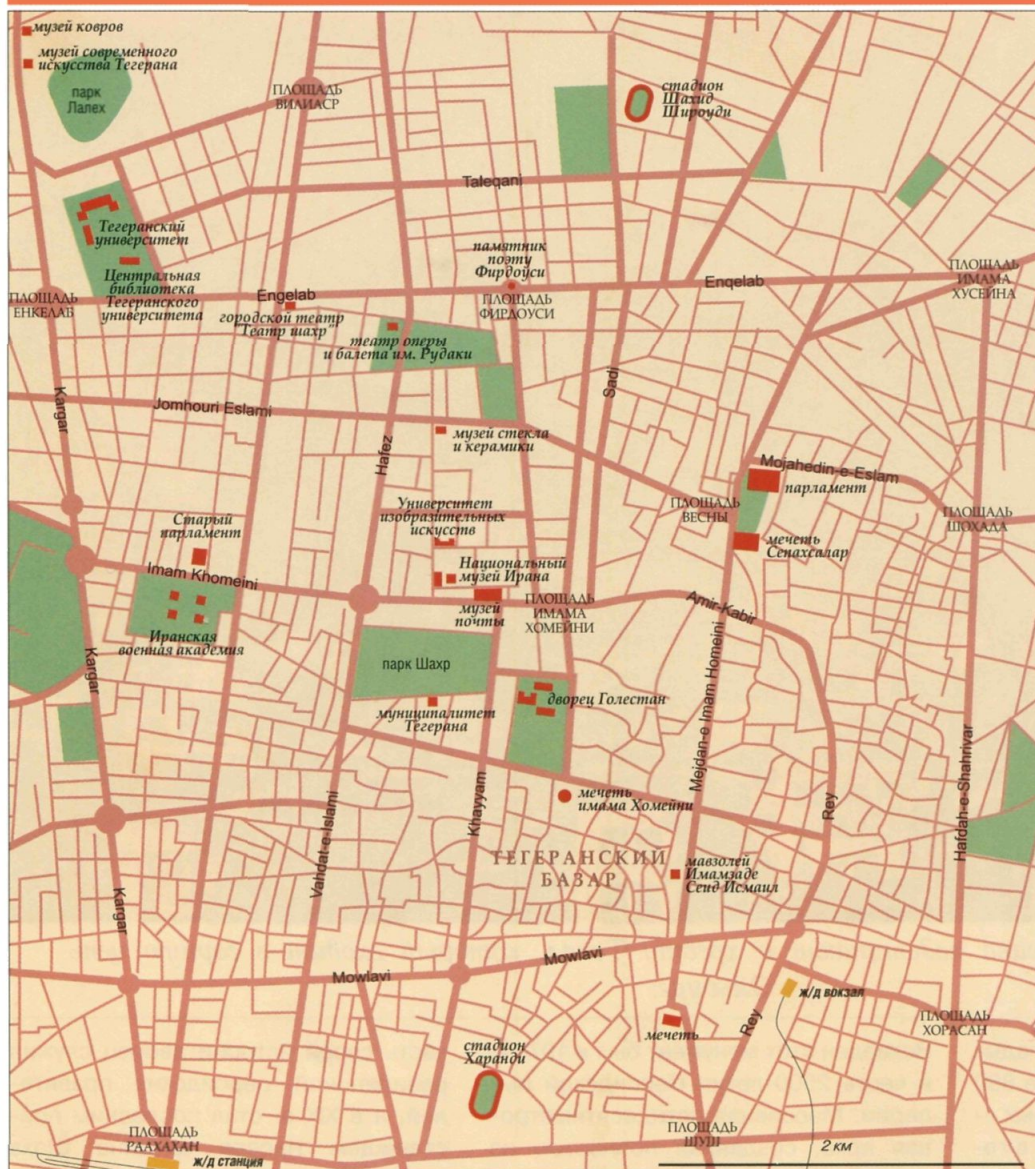 музей ковров
музей современного
искусства Тегерана
парк
Лалех
ПЛОЩАДЬ
ВИЛИАСР
стадион
Шахид
Широуди
Taleqani
Тегеранский
университет
Центральная
библиотека
Тегеранского
университета
памятник
поэту
Фирдоуси
ПЛОЩАДЬ
ИМАМА
ХУСЕЙНА
ПЛОЩАДЬ
ЕНКЕЛАБ
Engelab
Enqelab
ПЛОЩАДЬ
ФИРДОУСИ
городской театр
"Театр шахр"
театр оперы
и балета им. Рудаки
Kargar
Jomhouri Eslami
Hafez
Sadi
музей стекла
и керамики
Mojahedin-e-Eslam
парламент
ПЛОЩАДЬ
ВЕСНЫ
ПЛОЩАДЬ
ШОХАДА
Старый
парламент
Университет
изобразительных
искусств
мечеть
Сепахсалар
Imam Khomeini
Национальный
музей Ирана
музей
почты
ПЛОЩАДЬ
ИМАМА
ХОМЕЙНИ
Amir-Kabir
Иранская
военная академия
Kargar
парк Шахр
муниципалитет
Тегерана
дворец Голестан
Mejdan-e Imam Homeini
Vahdat-e-Islami
Khayyam
мечеть
имама Хомейни
Rey
Hafdah-e-Shahrivar
ТЕГЕРАНСКИЙ
БАЗАР
мавзолей
Имамзаде
Сеид Исмаил
Kargar
Mowlavi
Mowlavi
ж/д вокзал
Rey
мечеть
ПЛОЩАДЬ
ХОРАСАН
стадион
Харанди
ПЛОЩАДЬ
РААХАХАН
ж/д станция
ПЛОЩАДЬ
ШУШ
2 км